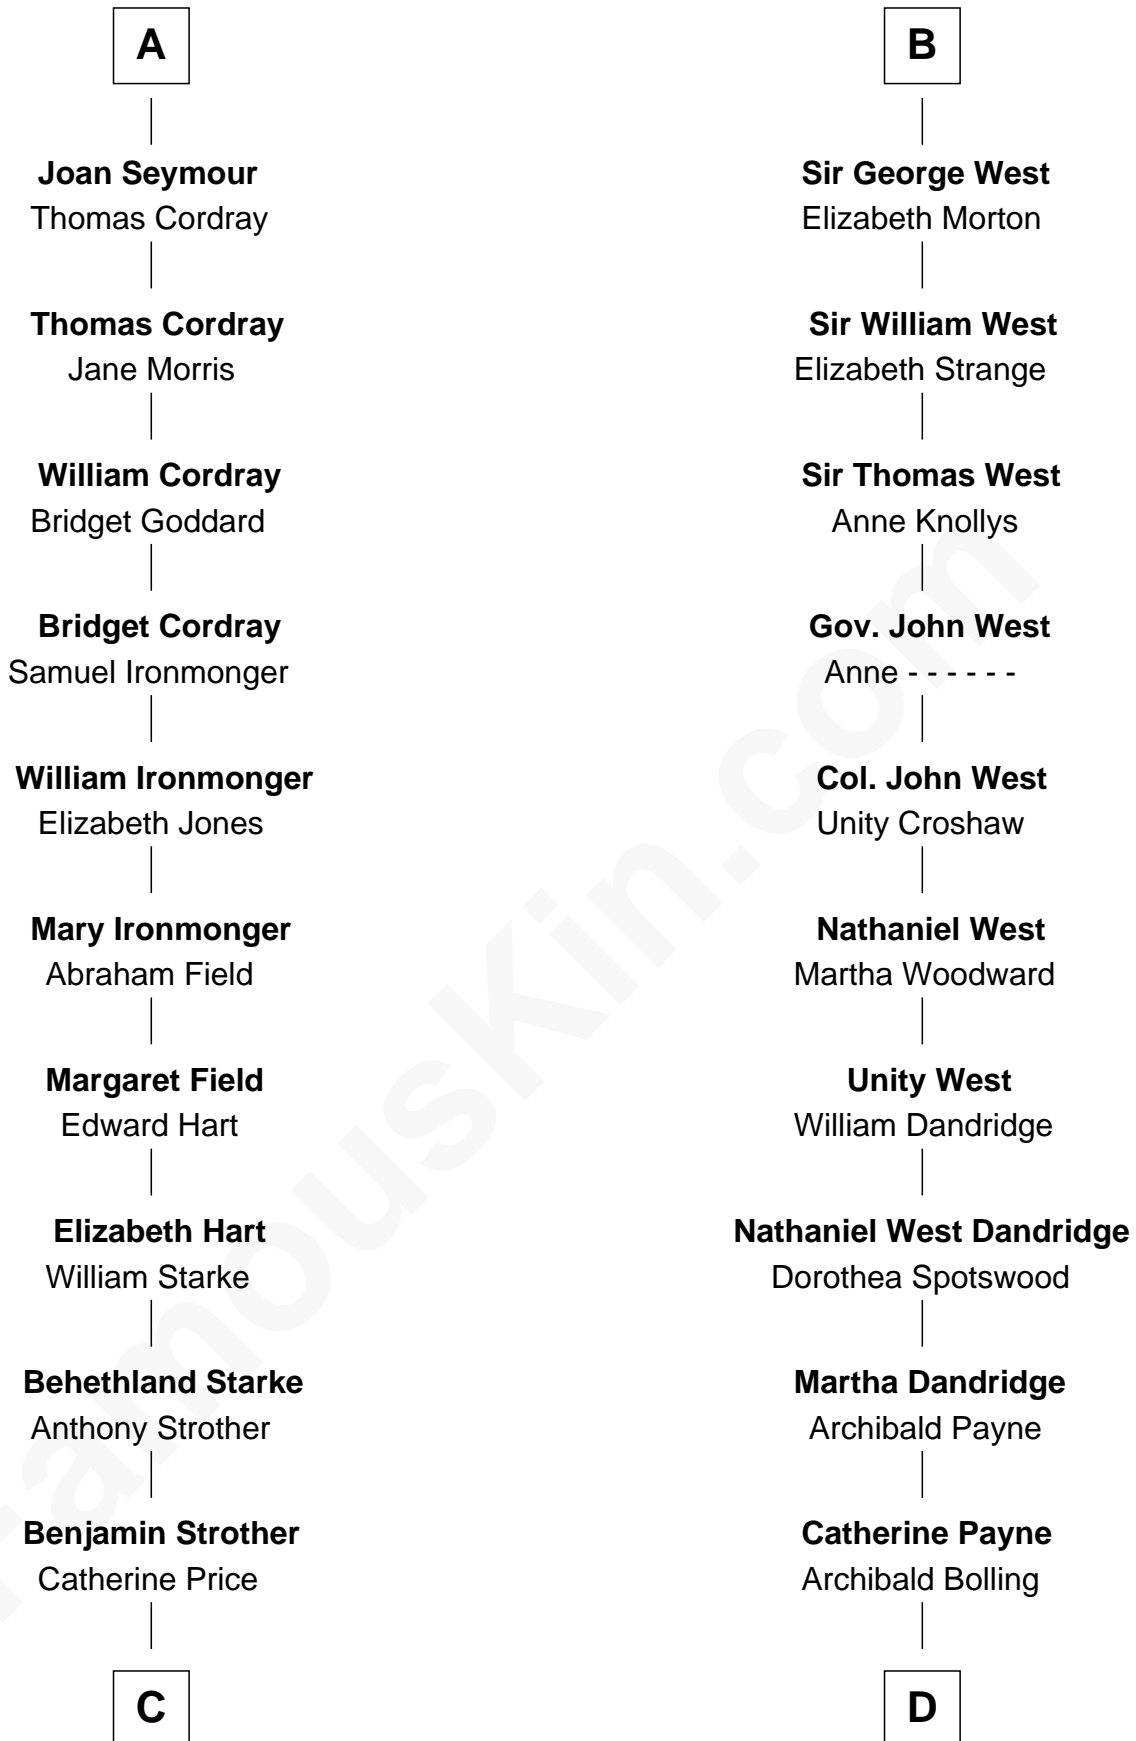 A
Joan Seymour
Thomas Cordray
Thomas Cordray
Jane Morris
William Cordray
Bridget Goddard
Bridget Cordray
Samuel Ironmonger
William Ironmonger
Elizabeth Jones
Mary Ironmonger
Abraham Field
Margaret Field
Edward Hart
Elizabeth Hart
William Starke
Behethland Starke
Anthony Strother
Benjamin Strother
Catherine Price
C
B
Sir George West
Elizabeth Morton
Sir William West
Elizabeth Strange
Sir Thomas West
Anne Knollys
Gov. John West
Anne - - - - - -
Col. John West
Unity Croshaw
Nathaniel West
Martha Woodward
Unity West
William Dandridge
Nathaniel West Dandridge
Dorothea Spotswood
Martha Dandridge
Archibald Payne
Catherine Payne
Archibald Bolling
D
FamousKin.com